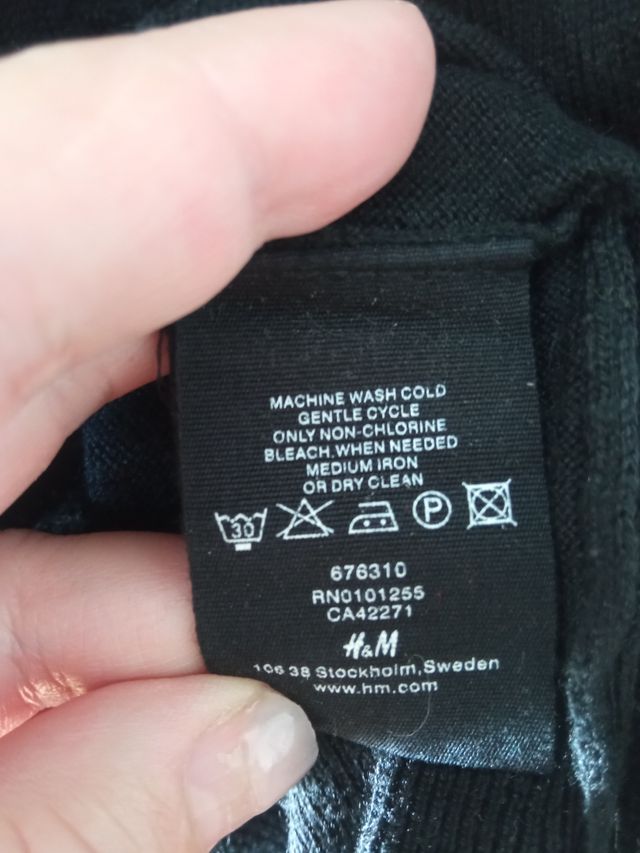 MACHINE WASH COLD
GENTLE CYCLE
ONLY NON-CHLORINE
BLEACH, WHEN NEEDED
MEDIUM IRON
OR DRY CLEAN
30 P
676310
RN0101255
CA42271
H&M
106 38 Stockholm,Sweden
www.hm.com